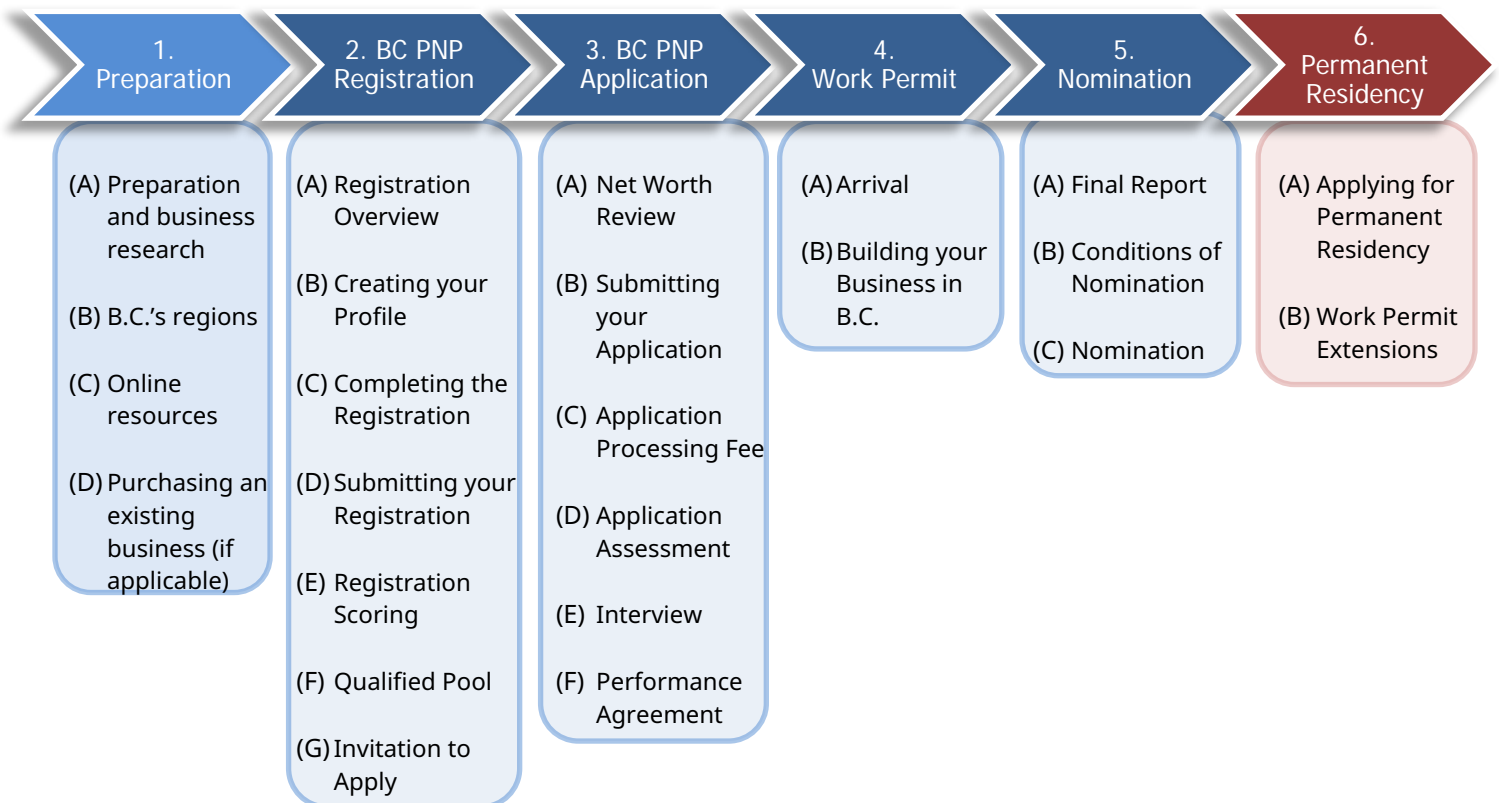 1.
Preparation
2. BC PNP
Registration
3. BC PNP
Application
4.
Work Permit
5.
Nomination
6.
Permanent
Residency
(A) Preparation
and business
research
(B) B.C.’s regions
(C) Online
resources
(D) Purchasing an
existing
business (if
applicable)
(A) Registration
Overview
(B) Creating your
Profile
(C) Completing the
Registration
(D) Submitting your
Registration
(E) Registration
Scoring
(F) Qualified Pool
(G) Invitation to
Apply
(A) Net Worth
Review
(B) Submitting
your
Application
(C) Application
Processing Fee
(D) Application
Assessment
(E) Interview
(F) Performance
Agreement
(A) Arrival
(B) Building your
Business in
B.C.
(A) Final Report
(B) Conditions of
Nomination
(C) Nomination
(A) Applying for
Permanent
Residency
(B) Work Permit
Extensions